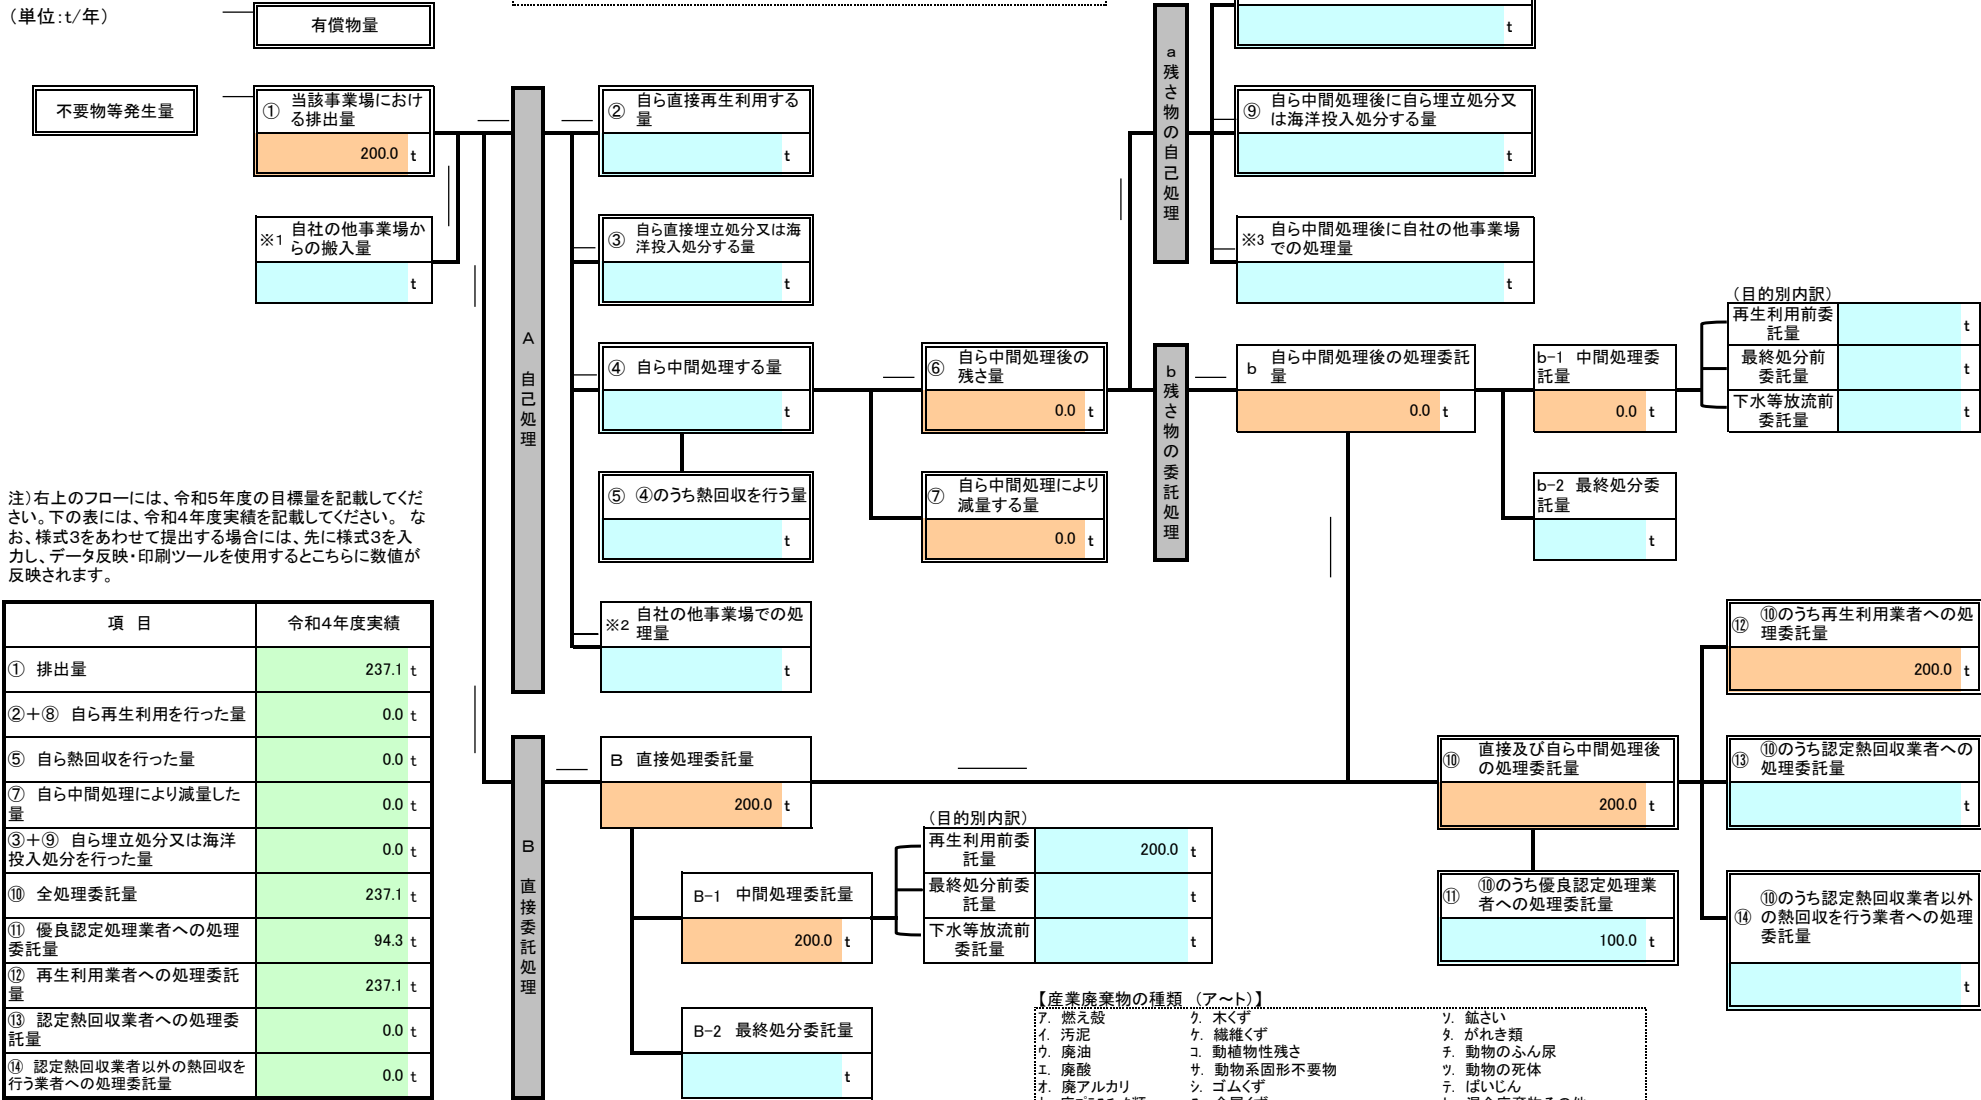 （単位:t/年）
有償物量
t
不要物等発生量
① 当該事業場におけ
る排出量
200.0 t
※1 自社の他事業場か
らの搬入量
t
A 自己処理
② 自ら直接再生利用する
量
t
③ 自ら直接埋立処分又は海
洋投入処分する量
t
④ 自ら中間処理する量
t
⑤ ④のうち熱回収を行う量
t
※2 自社の他事業場での処
理量
t
⑥ 自ら中間処理後の
残さ量
0.0 t
⑦ 自ら中間処理により
減量する量
0.0 t
a 残さ物の自己処理
⑨ 自ら中間処理後に自ら埋立処分又
は海洋投入処分する量
t
※3 自ら中間処理後に自社の他事業場
での処理量
t
b 残さ物の委託処理
b 自ら中間処理後の処理委託
量
0.0 t
b-1 中間処理委
託量
0.0 t
b-2 最終処分委
託量
t
（目的別内訳）
再生利用前委
託量
t
最終処分前
委託量
t
下水等放流前
委託量
t
注）右上のフローには、令和5年度の目標量を記載してくだ
さい。下の表には、令和4年度実績を記載してください。 な
お、様式3をあわせて提出する場合には、先に様式3を入
力し、データ反映・印刷ツールを使用するとこちらに数値が
反映されます。
項 目 令和4年度実績
① 排出量 237.1 t
②＋⑧ 自ら再生利用を行った量 0.0 t
⑤ 自ら熱回収を行った量 0.0 t
⑦ 自ら中間処理により減量した
量 0.0 t
③＋⑨ 自ら埋立処分又は海洋
投入処分を行った量 0.0 t
⑩ 全処理委託量 237.1 t
⑪ 優良認定処理業者への処理
委託量 94.3 t
⑫ 再生利用業者への処理委託
量 237.1 t
⑬ 認定熱回収業者への処理委
託量 0.0 t
⑭ 認定熱回収業者以外の熱回収を
行う業者への処理委託量 0.0 t
B 直接委託処理
B 直接処理委託量
200.0 t
B-1 中間処理委託量
200.0 t
B-2 最終処分委託量
t
（目的別内訳）
再生利用前委
託量
200.0 t
最終処分前委
託量
t
下水等放流前
委託量
t
⑩ 直接及び自ら中間処理後
の処理委託量
200.0 t
⑪ ⑩のうち優良認定処理業
者への処理委託量
100.0 t
⑫ ⑩のうち再生利用業者への処
理委託量
200.0 t
⑬ ⑩のうち認定熱回収業者への
処理委託量
t
⑭ ⑩のうち認定熱回収業者以外
の熱回収を行う業者への処理
委託量
t
【産業廃棄物の種類 （ア～ト）】
ア. 燃え殻 ク. 木くず ソ. 鉱さい
イ. 汚泥 ケ. 繊維くず タ. がれき類
ウ. 廃油 コ. 動植物性残さ チ. 動物のふん尿
エ. 廃酸 サ. 動物系固形不要物 ツ. 動物の死体
オ. 廃アルカリ シ. ゴムくず テ. ばいじん